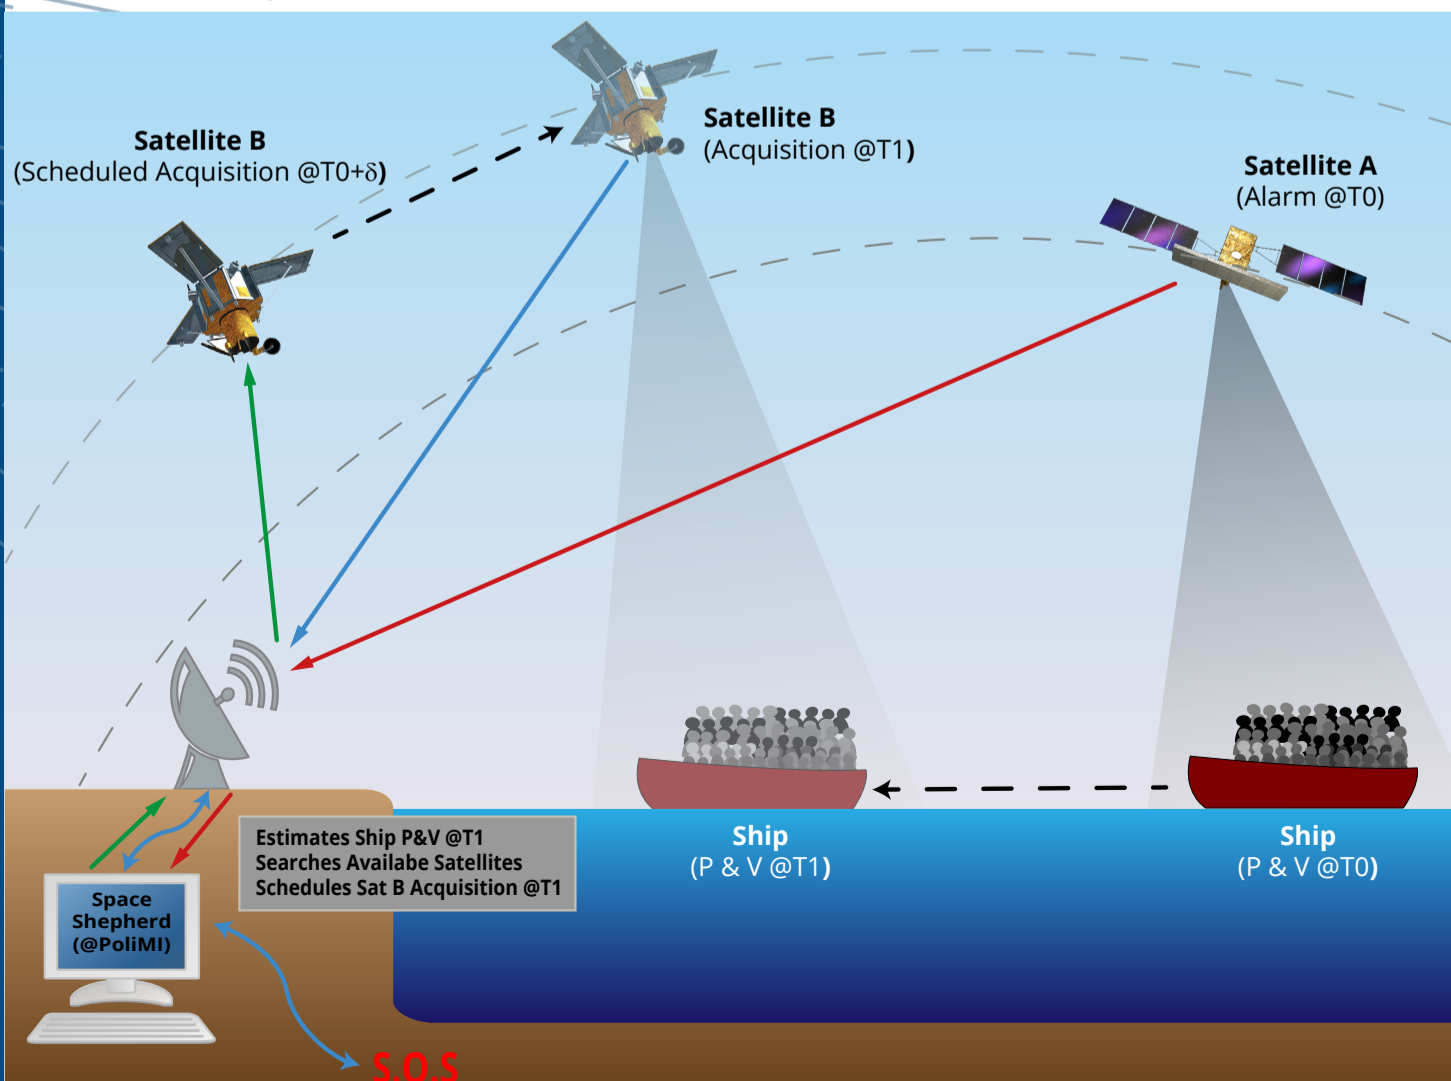 Satellite B
(Scheduled Acquisition @T0+δ)
Satellite B
(Acquisition @T1)
Satellite A
(Alarm @T0)
Estimates Ship P&V @T1
Searches Availabe Satellites
Schedules Sat B Acquisition @T1
Ship
(P & V @T1)
Ship
(P & V @T0)
Space
Shepherd
(@PoliMI)
S.O.S